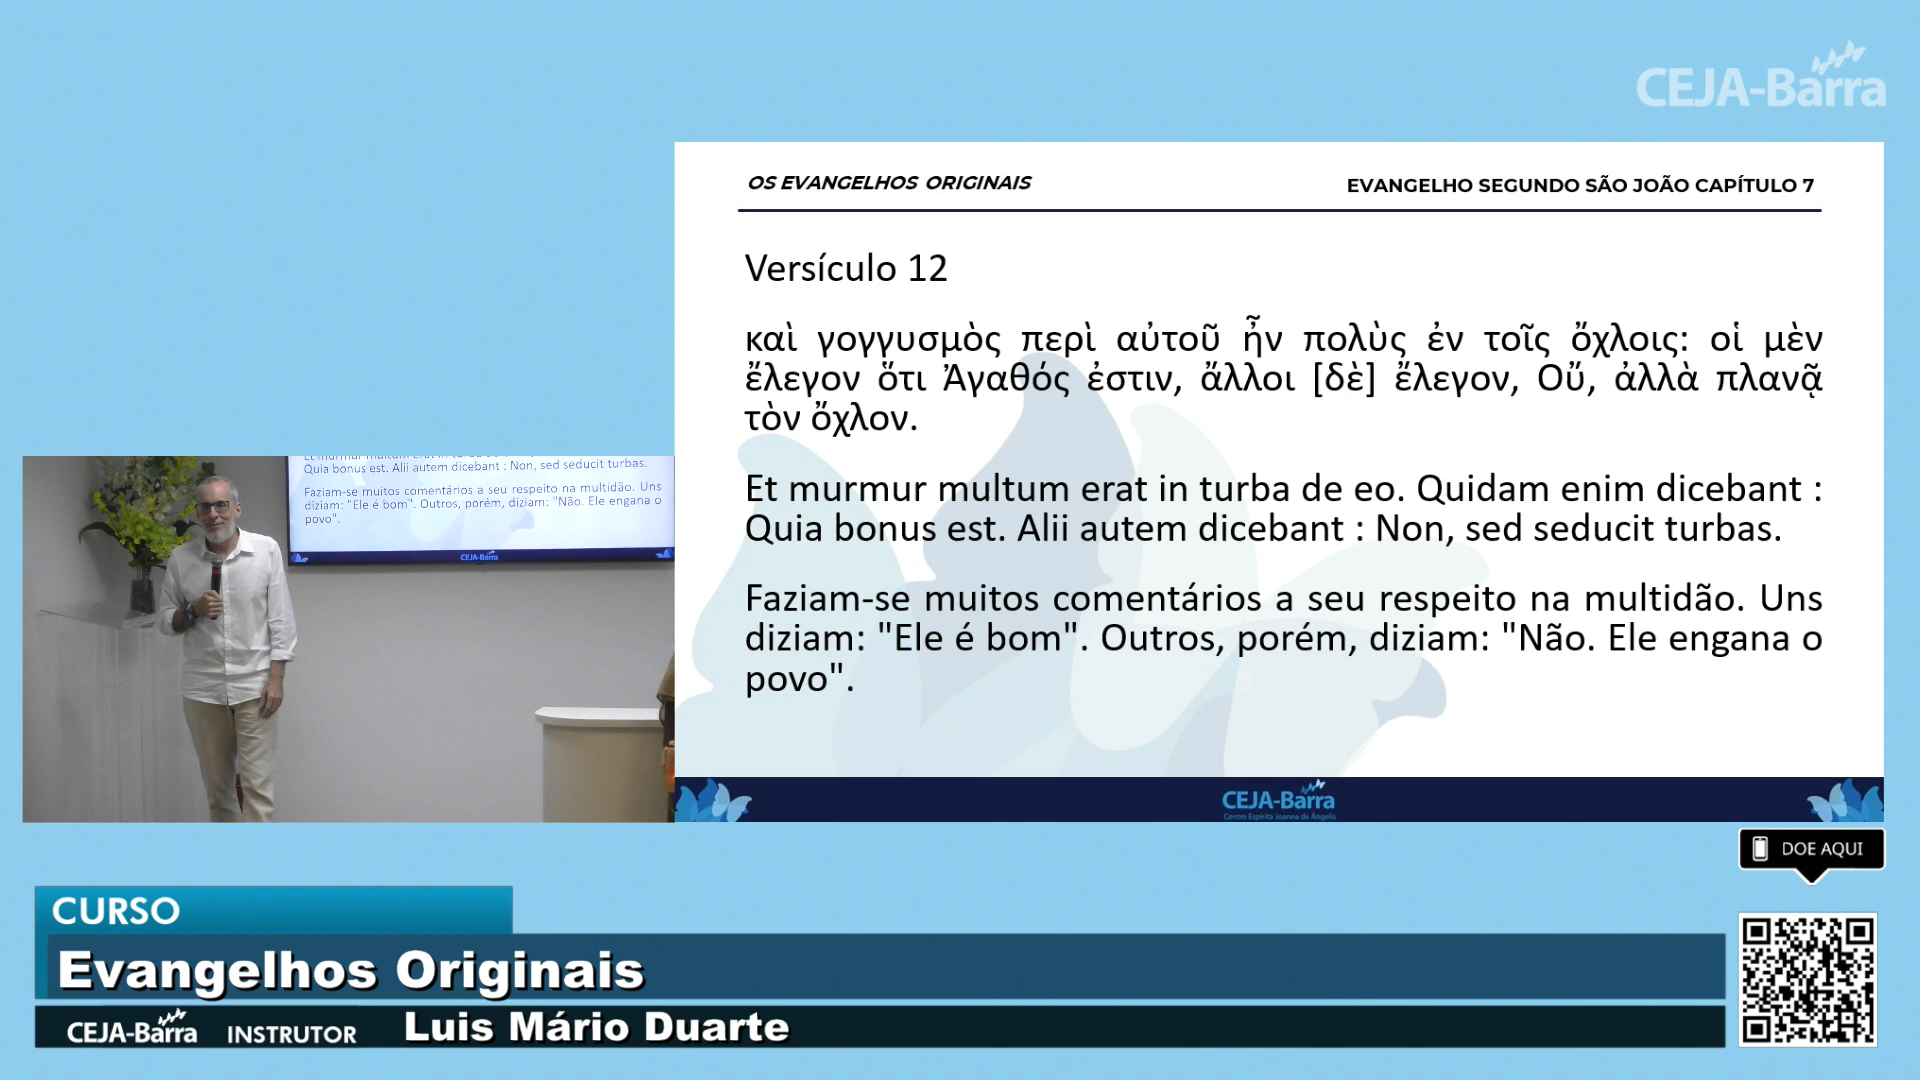 CEJA-Barra
OS EVANGELHOS ORIGINAIS
EVANGELHO SEGUNDO SÃO JOÃO CAPÍTULO 7
Versículo 12
καὶ γογγυσμὸς περὶ αὐτοῦ ἦν πολὺς ἐν τοῖς ὄχλοις: οἱ μὲν
ἔλεγον ὅτι Ἀγαθός ἐστιν, ἄλλοι [δὲ] ἔλεγον, Οὔ, ἀλλὰ πλανᾷ
τὸν ὄχλον.
Et murmur multum erat in turba de eo. Quidam enim dicebant :
Quia bonus est. Alii autem dicebant : Non, sed seducit turbas.
Faziam-se muitos comentários a seu respeito na multidão. Uns
diziam: "Ele é bom". Outros, porém, diziam: "Não. Ele engana o
povo".
CEJA-Barra
Centro Espírita Joanna de Ângelis
Quia bonus est. Alii autem dicebant : Non, sed seducit turbas.
Faziam-se muitos comentários a seu respeito na multidão. Uns
diziam: "Ele é bom". Outros, porém, diziam: "Não. Ele engana o
povo".
CEJA-Barra
DOE AQUI
CURSO
Evangelhos Originais
CEJA-Barra INSTRUTOR Luis Mário Duarte